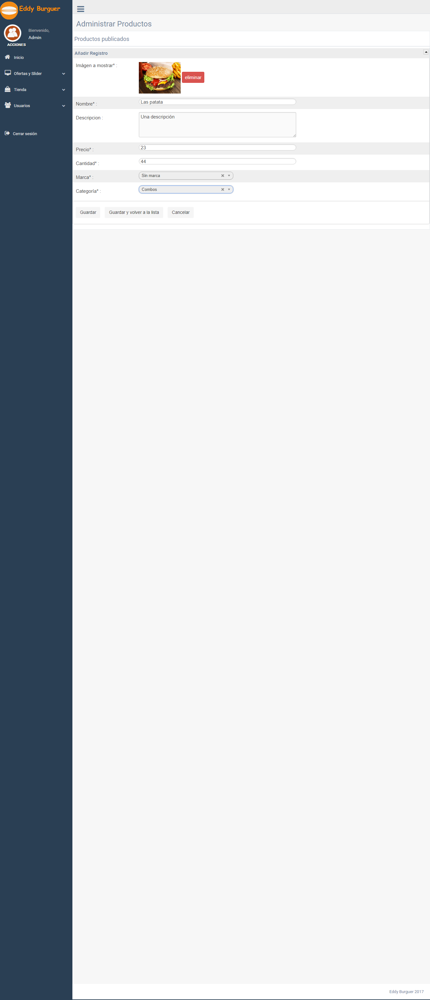 Eddy Burguer
Bienvenido,
Admin
ACCIONES
Inicio
Ofertas y Slider
Tienda
Usuarios
Cerrar sesión
Administrar Productos
Productos publicados
Añadir Registro
Imágen a mostrar* :
eliminar
Nombre* :
Las patata
Descripcion :
Una descripción
Precio* :
23
Cantidad* :
44
Marca* :
Sin marca
Categoría* :
Combos
Guardar
Guardar y volver a la lista
Cancelar
Eddy Burguer 2017